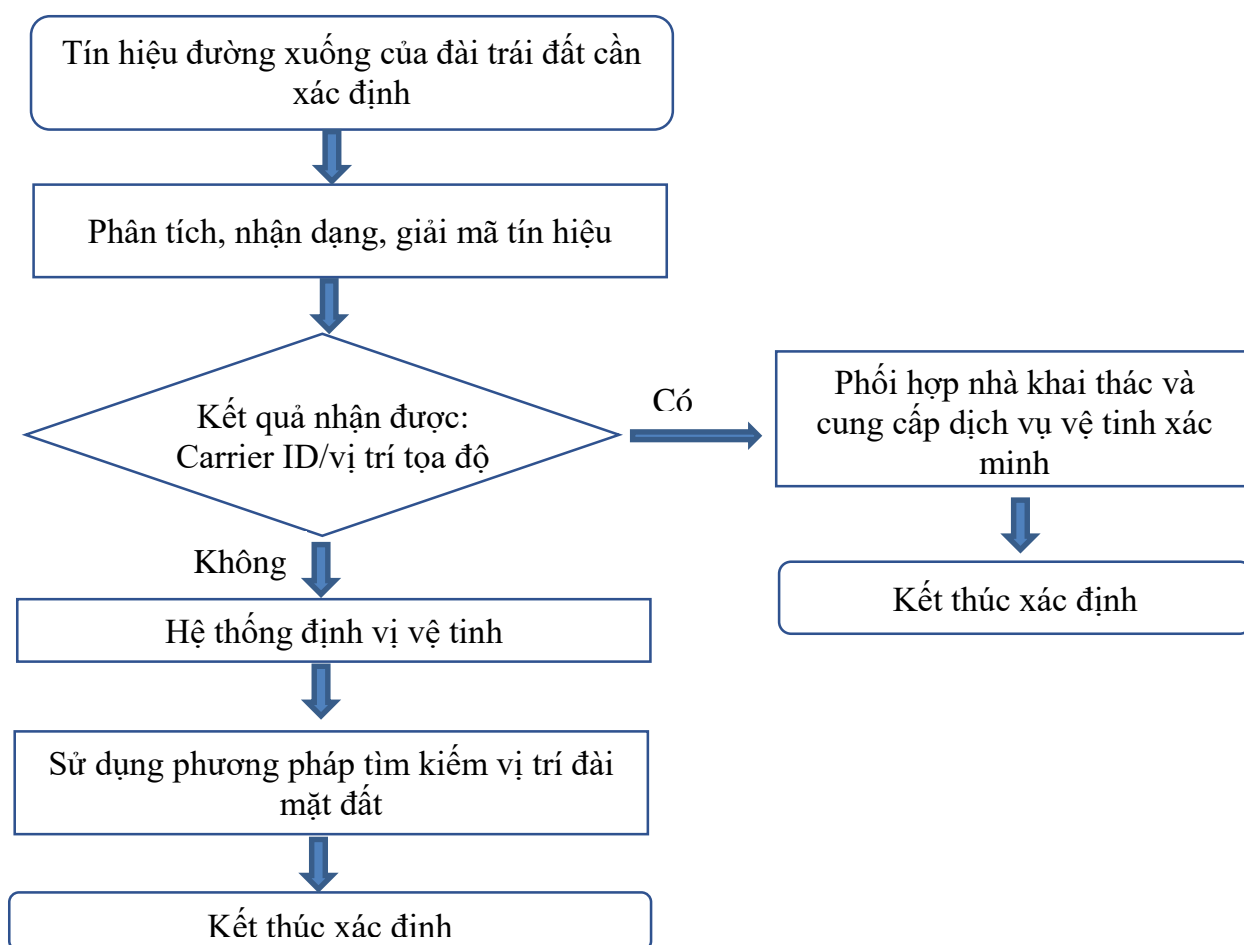 Tín hiệu đường xuống của đài trái đất cần
xác định
Phân tích, nhận dạng, giải mã tín hiệu
Kết quả nhận được:
Carrier ID/vị trí tọa độ
Có
Phối hợp nhà khai thác và
cung cấp dịch vụ vệ tinh xác
minh
Kết thúc xác định
Không
Hệ thống định vị vệ tinh
Sử dụng phương pháp tìm kiếm vị trí đài
mặt đất
Kết thúc xác định